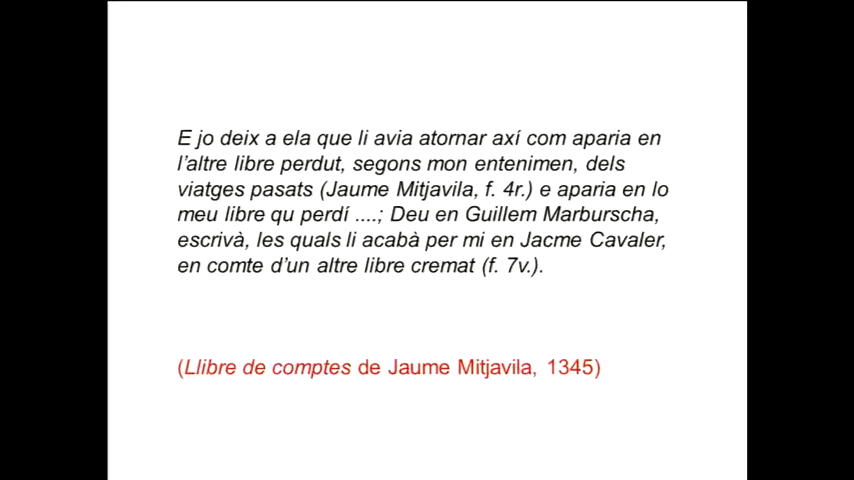 E jo deix a ela que li avia atornar axí com aparia en
l'altre libre perdut, segons mon entenimen, dels
viatges pasats (Jaume Mitjavila, f. 4r.) e aparia en lo
meu libre qu perdí ....; Deu en Guillem Marburscha,
escrivà, les quals li acabà per mi en Jacme Cavaler,
en comte d'un altre libre cremat (f. 7v.).
(Llibre de comptes de Jaume Mitjavila, 1345)